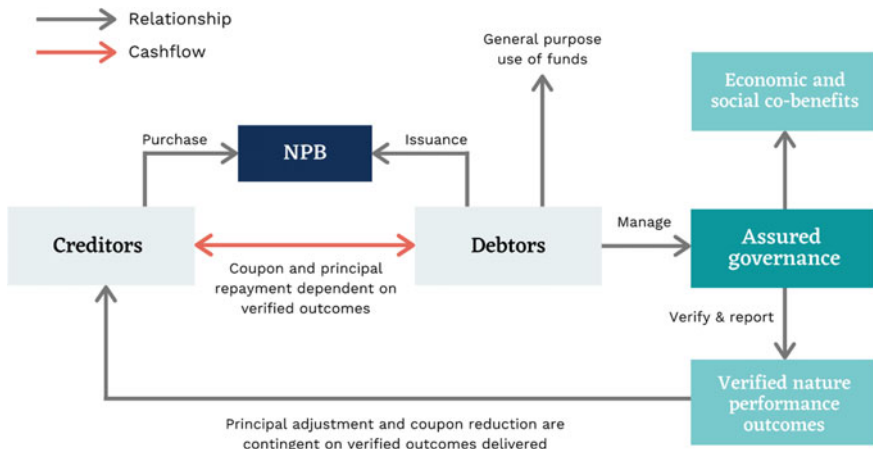 Relationship
Cashflow
General purpose
use of funds
Economic and
social co-benefits
Purchase
NPB
Issuance
Creditors
Debtors
Manage
Assured
governance
Coupon and principal
repayment dependent on
verified outcomes
Verify & report
Verified nature
performance
outcomes
Principal adjustment and coupon reduction are
contingent on verified outcomes delivered